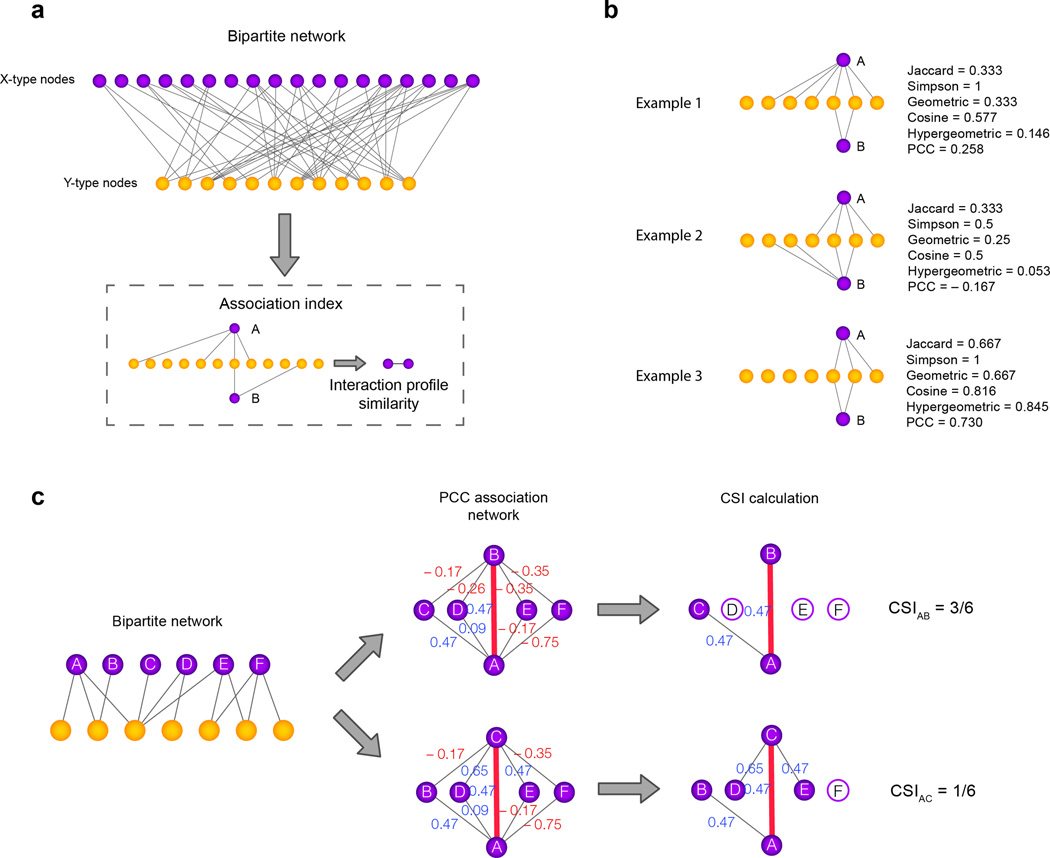 a
Bipartite network
X-type nodes
Y-type nodes
Association index
A
B
Interaction profile
similarity
b
Example 1
A
B
Jaccard = 0.333
Simpson = 1
Geometric = 0.333
Cosine = 0.577
Hypergeometric = 0.146
PCC = 0.258
Example 2
A
B
Jaccard = 0.333
Simpson = 0.5
Geometric = 0.25
Cosine = 0.5
Hypergeometric = 0.053
PCC = – 0.167
Example 3
A
B
Jaccard = 0.667
Simpson = 1
Geometric = 0.667
Cosine = 0.816
Hypergeometric = 0.845
PCC = 0.730
c
Bipartite network
A B C D E F
PCC association
network
CSI calculation
B
– 0.17 – 0.35
– 0.26 – 0.35
C D 0.47 E F
0.09 – 0.17
0.47 – 0.75
A
B
C D 0.47 E F
0.47
A
CSIAB = 3/6
C
– 0.17 – 0.35
0.65 0.47
B D 0.47 E F
0.09 – 0.17
0.47 – 0.75
A
C
0.65 0.47
B D 0.47 E F
0.47
A
CSIAC = 1/6